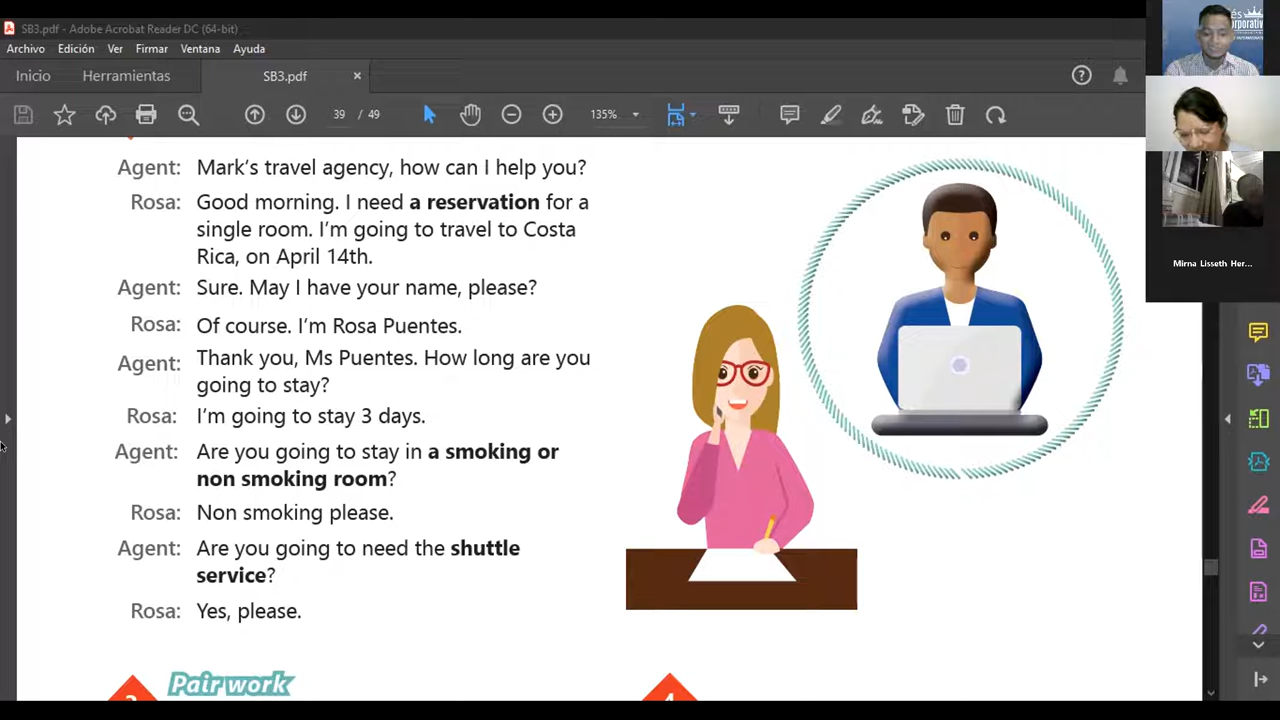 SB3.pdf - Adobe Acrobat Reader DC (64-bit)
Archivo Edición Ver Firmar Ventana Ayuda
Inicio Herramientas SB3.pdf ×
39 / 49 135%
Agent: Mark's travel agency, how can I help you?
Rosa: Good morning. I need a reservation for a
single room. I'm going to travel to Costa
Rica, on April 14th.
Agent: Sure. May I have your name, please?
Rosa: Of course. I'm Rosa Puentes.
Agent: Thank you, Ms Puentes. How long are you
going to stay?
Rosa: I'm going to stay 3 days.
Agent: Are you going to stay in a smoking or
non smoking room?
Rosa: Non smoking please.
Agent: Are you going to need the shuttle
service?
Rosa: Yes, please.
Pair work
Mirna Lisseth Her...